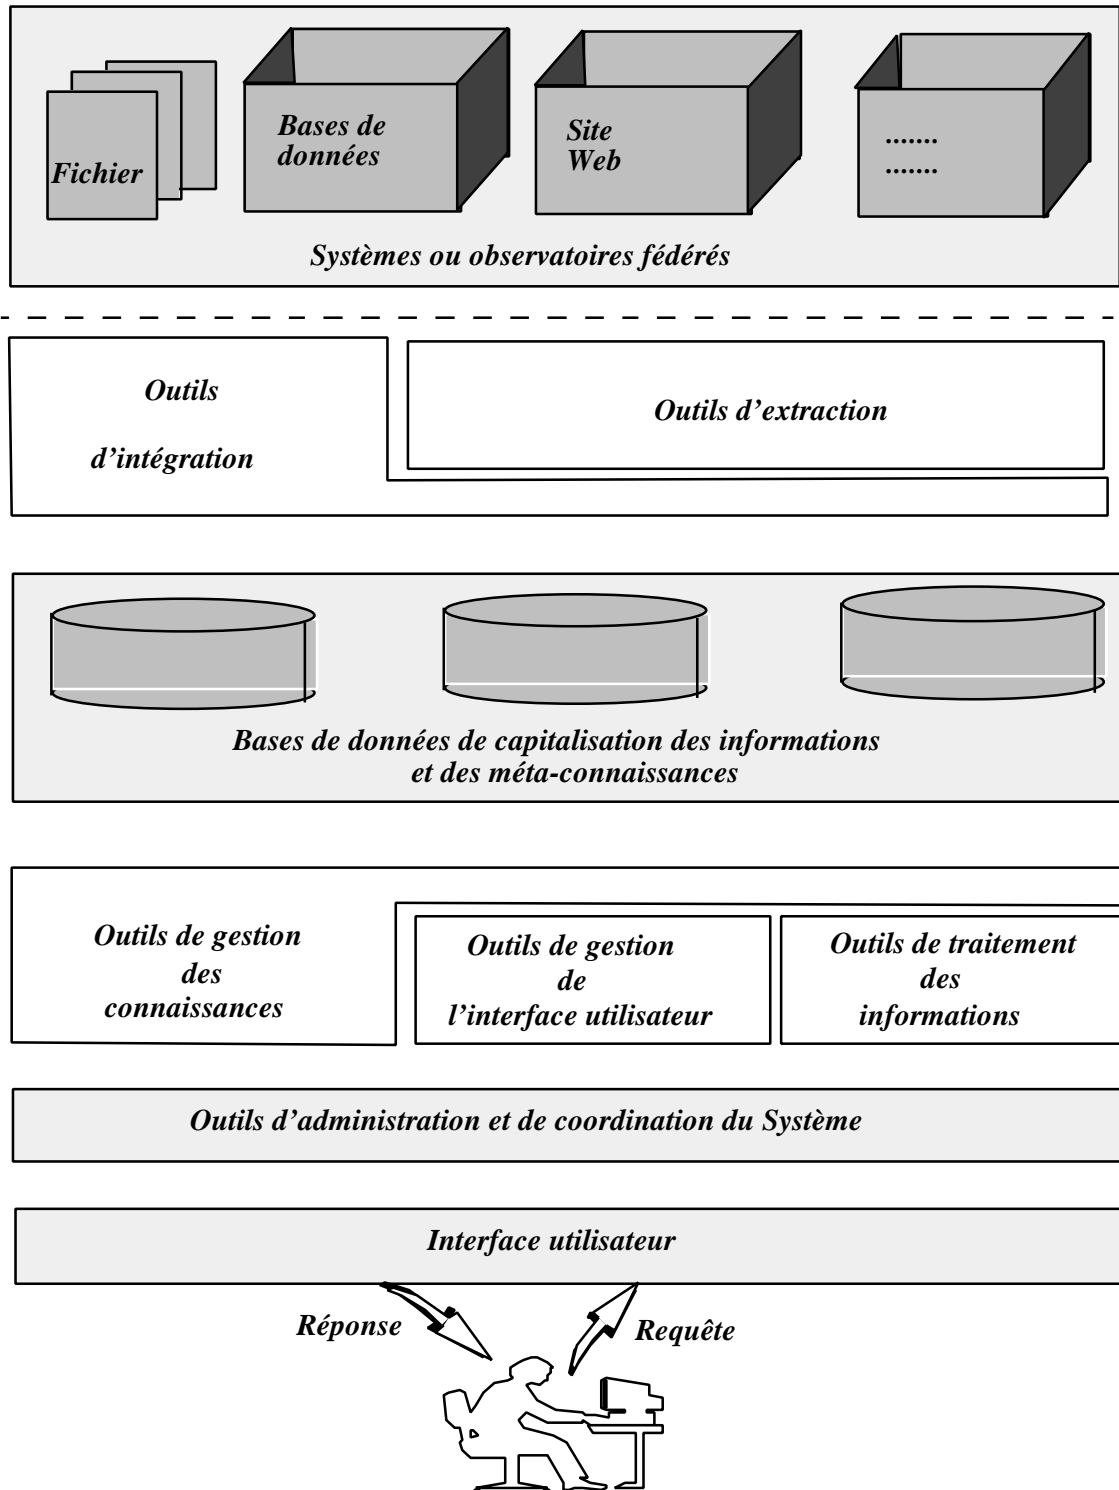 Fichier
Bases de
données
Site
Web
.......
.......
Systèmes ou observatoires fédérés
Outils
d’intégration
Outils d’extraction
Bases de données de capitalisation des informations
et des méta-connaissances
Outils de gestion
des
connaissances
Outils de gestion
de
l’interface utilisateur
Outils de traitement
des
informations
Outils d’administration et de coordination du Système
Interface utilisateur
Réponse
Requête